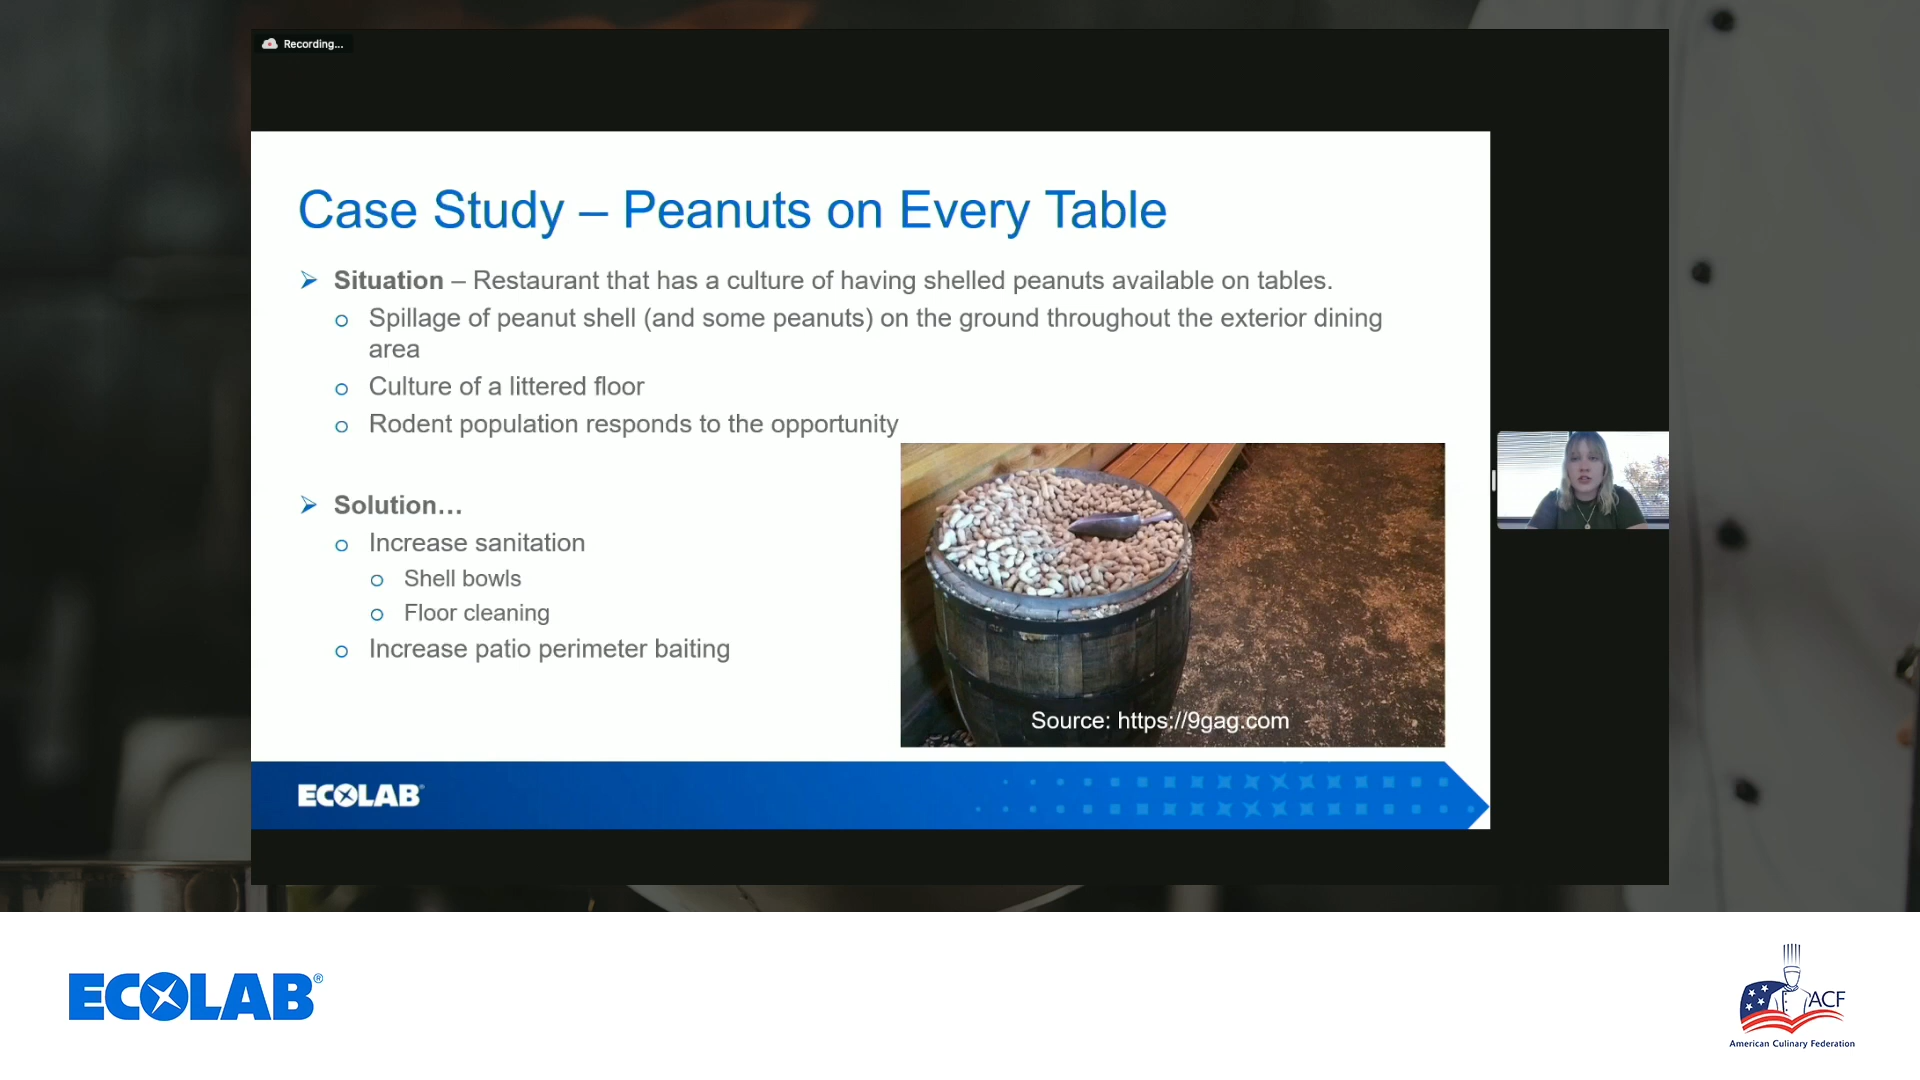 Recording...
Case Study – Peanuts on Every Table
Situation – Restaurant that has a culture of having shelled peanuts available on tables.
Spillage of peanut shell (and some peanuts) on the ground throughout the exterior dining
area
Culture of a littered floor
Rodent population responds to the opportunity
Solution…
Increase sanitation
Shell bowls
Floor cleaning
Increase patio perimeter baiting
Source: https://9gag.com
ECOLAB®
ECOLAB®
ACF
American Culinary Federation